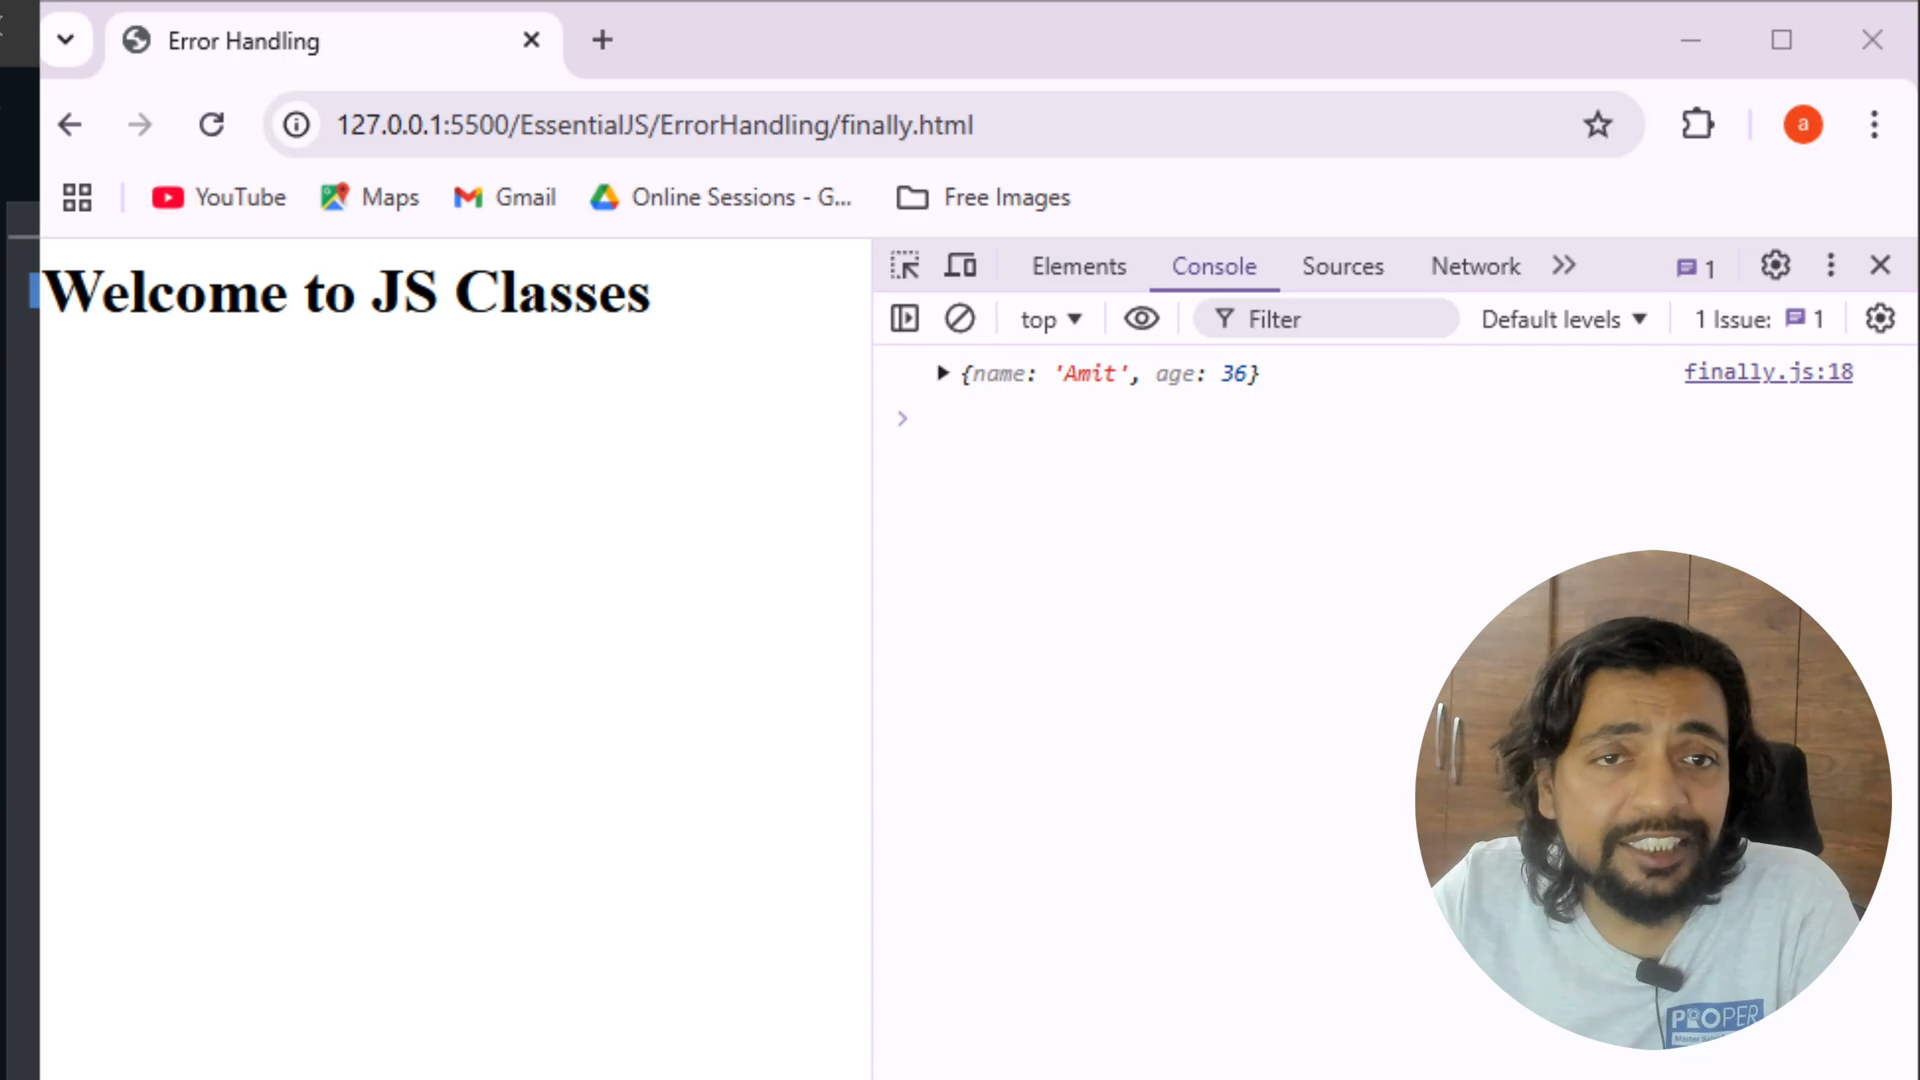 Error Handling
127.0.0.1:5500/EssentialJS/ErrorHandling/finally.html
a
YouTube Maps Gmail Online Sessions - G... Free Images
Welcome to JS Classes
Elements Console Sources Network 1
top Filter Default levels 1 Issue: 1
{name: 'Amit', age: 36} finally.js:18
PROPER